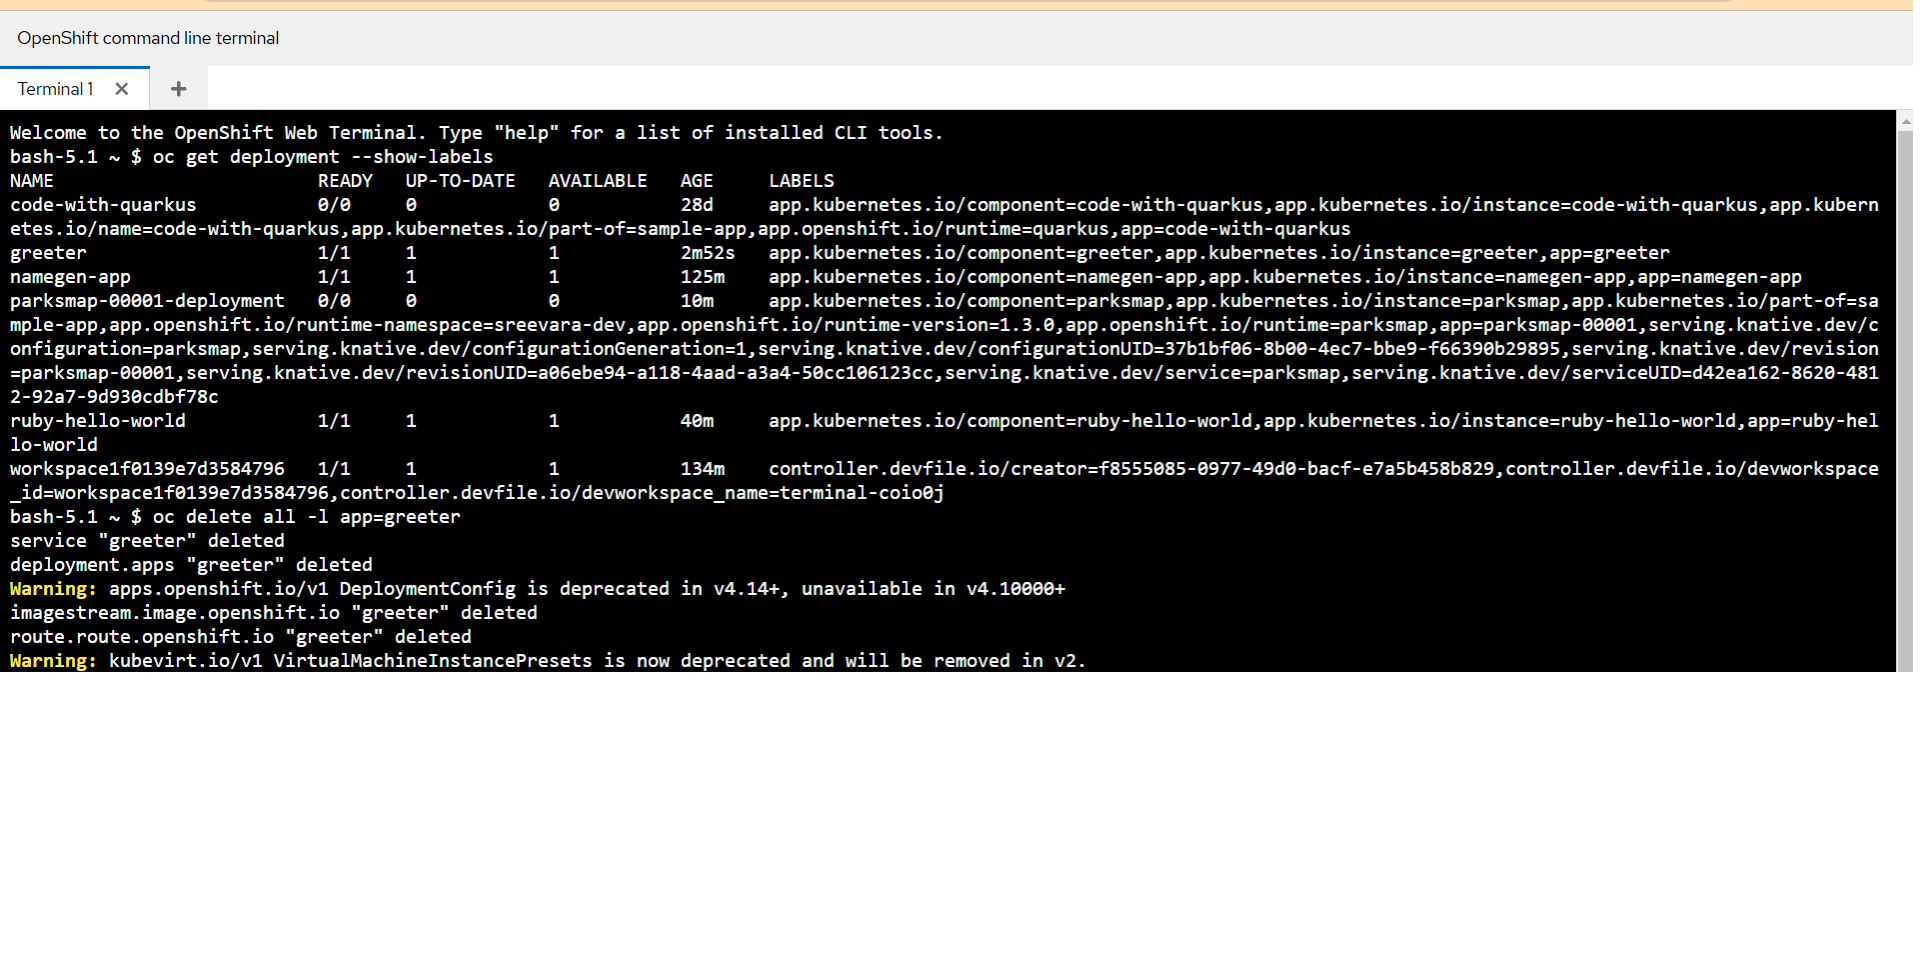 OpenShift command line terminal
Terminal 1
Welcome to the OpenShift Web Terminal. Type "help" for a list of installed CLI tools.
bash-5.1 ~ $ oc get deployment --show-labels
NAME READY UP-TO-DATE AVAILABLE AGE LABELS
code-with-quarkus 0/0 0 0 28d app.kubernetes.io/component=code-with-quarkus,app.kubernetes.io/instance=code-with-quarkus,app.kubern
etes.io/name=code-with-quarkus,app.kubernetes.io/part-of=sample-app,app.openshift.io/runtime=quarkus,app=code-with-quarkus
greeter 1/1 1 1 2m52s app.kubernetes.io/component=greeter,app.kubernetes.io/instance=greeter,app=greeter
namegen-app 1/1 1 1 125m app.kubernetes.io/component=namegen-app,app.kubernetes.io/instance=namegen-app,app=namegen-app
parksmap-00001-deployment 0/0 0 0 10m app.kubernetes.io/component=parksmap,app.kubernetes.io/instance=parksmap,app.kubernetes.io/part-of=sa
mple-app,app.openshift.io/runtime-namespace=sreevara-dev,app.openshift.io/runtime-version=1.3.0,app.openshift.io/runtime=parksmap,app=parksmap-00001,serving.knative.dev/c
onfiguration=parksmap,serving.knative.dev/configurationGeneration=1,serving.knative.dev/configurationUID=37b1bf06-8b00-4ec7-bbe9-f66390b29895,serving.knative.dev/revision
=parksmap-00001,serving.knative.dev/revisionUID=a06ebe94-a118-4aad-a3a4-50cc106123cc,serving.knative.dev/service=parksmap,serving.knative.dev/serviceUID=d42ea162-8620-481
2-92a7-9d930cdbf78c
ruby-hello-world 1/1 1 1 40m app.kubernetes.io/component=ruby-hello-world,app.kubernetes.io/instance=ruby-hello-world,app=ruby-hel
lo-world
workspace1f0139e7d3584796 1/1 1 1 134m controller.devfile.io/creator=f8555085-0977-49d0-bacf-e7a5b458b829,controller.devfile.io/devworkspace
_id=workspace1f0139e7d3584796,controller.devfile.io/devworkspace_name=terminal-coio0j
bash-5.1 ~ $ oc delete all -l app=greeter
service "greeter" deleted
deployment.apps "greeter" deleted
Warning: apps.openshift.io/v1 DeploymentConfig is deprecated in v4.14+, unavailable in v4.10000+
imagestream.image.openshift.io "greeter" deleted
route.route.openshift.io "greeter" deleted
Warning: kubevirt.io/v1 VirtualMachineInstancePresets is now deprecated and will be removed in v2.